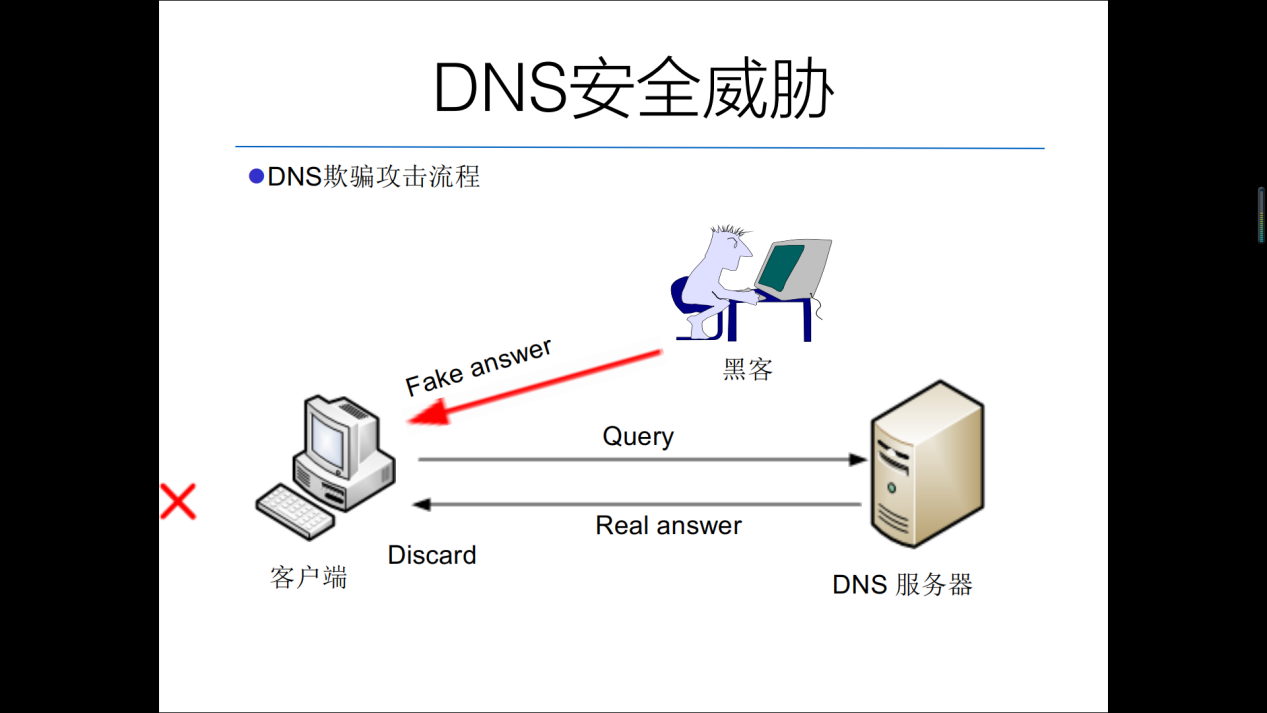 DNS安全威胁
DNS欺骗攻击流程
黑客
Fake answer
Query
Real answer
Discard
客户端
DNS 服务器